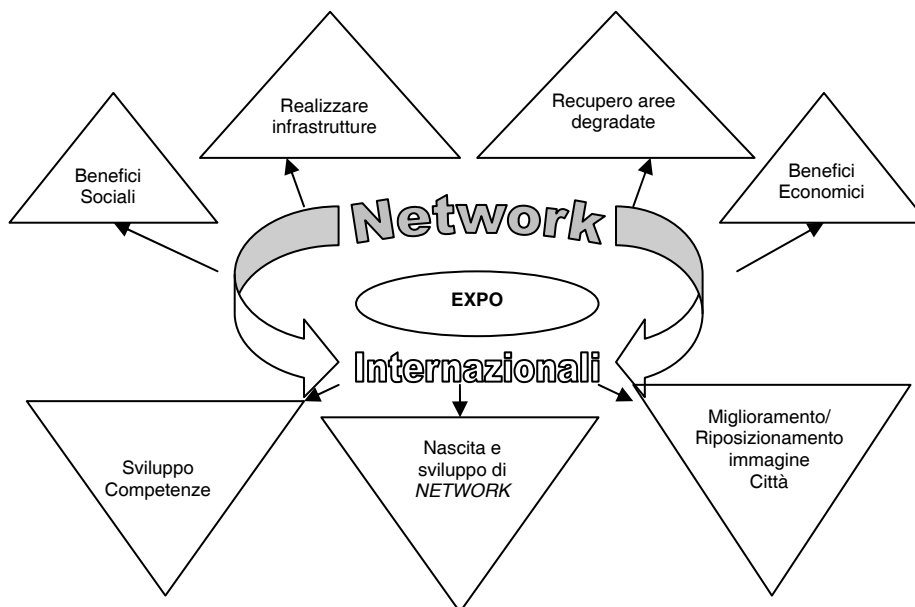 Realizzare
infrastrutture
Recupero aree
degradate
Benefici
Sociali
Benefici
Economici
Network
EXPO
Internazionali
Sviluppo
Competenze
Nascita e
sviluppo di
NETWORK
Miglioramento/
Riposizionamento
immagine
Città